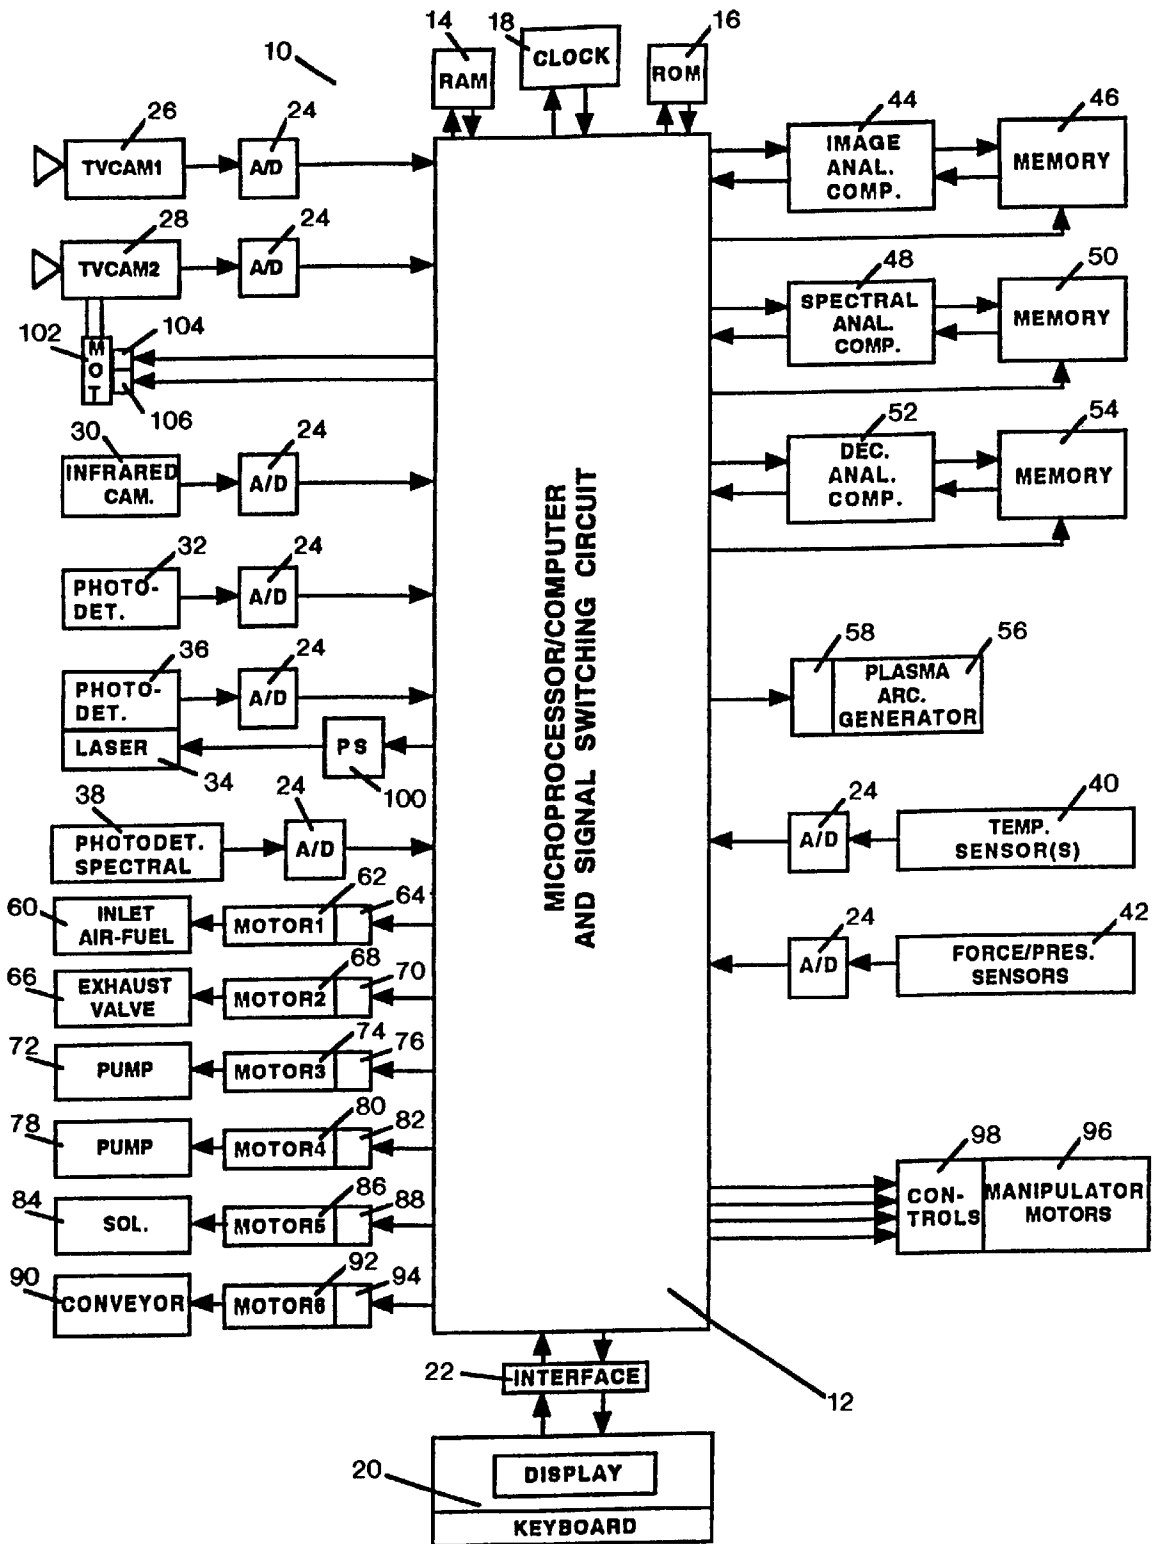 14
18
16
10
RAM
CLOCK
ROM
26
24
TVCAM1
A/D
28
24
TVCAM2
A/D
102
MOT
104
106
30
24
INFRARED
CAM.
A/D
32
24
PHOTO-
DET.
A/D
36
24
PHOTO-
DET.
A/D
LASER
34
PS
100
38
24
PHOTODET.
SPECTRAL
A/D
60
INLET
AIR-FUEL
62
64
MOTOR1
66
EXHAUST
VALVE
68
70
MOTOR2
72
PUMP
74
76
MOTOR3
78
PUMP
80
82
MOTOR4
84
SOL.
86
88
MOTOR5
90
CONVEYOR
92
94
MOTOR6
MICROPROCESSOR/COMPUTER
AND SIGNAL SWITCHING CIRCUIT
44
46
IMAGE
ANAL.
COMP.
MEMORY
48
50
SPECTRAL
ANAL.
COMP.
MEMORY
52
54
DEC.
ANAL.
COMP.
MEMORY
58
56
PLASMA
ARC.
GENERATOR
24
40
A/D
TEMP.
SENSOR(S)
24
42
A/D
FORCE/PRES.
SENSORS
98
96
CON-
TROLS
MANIPULATOR
MOTORS
12
22
INTERFACE
20
DISPLAY
KEYBOARD